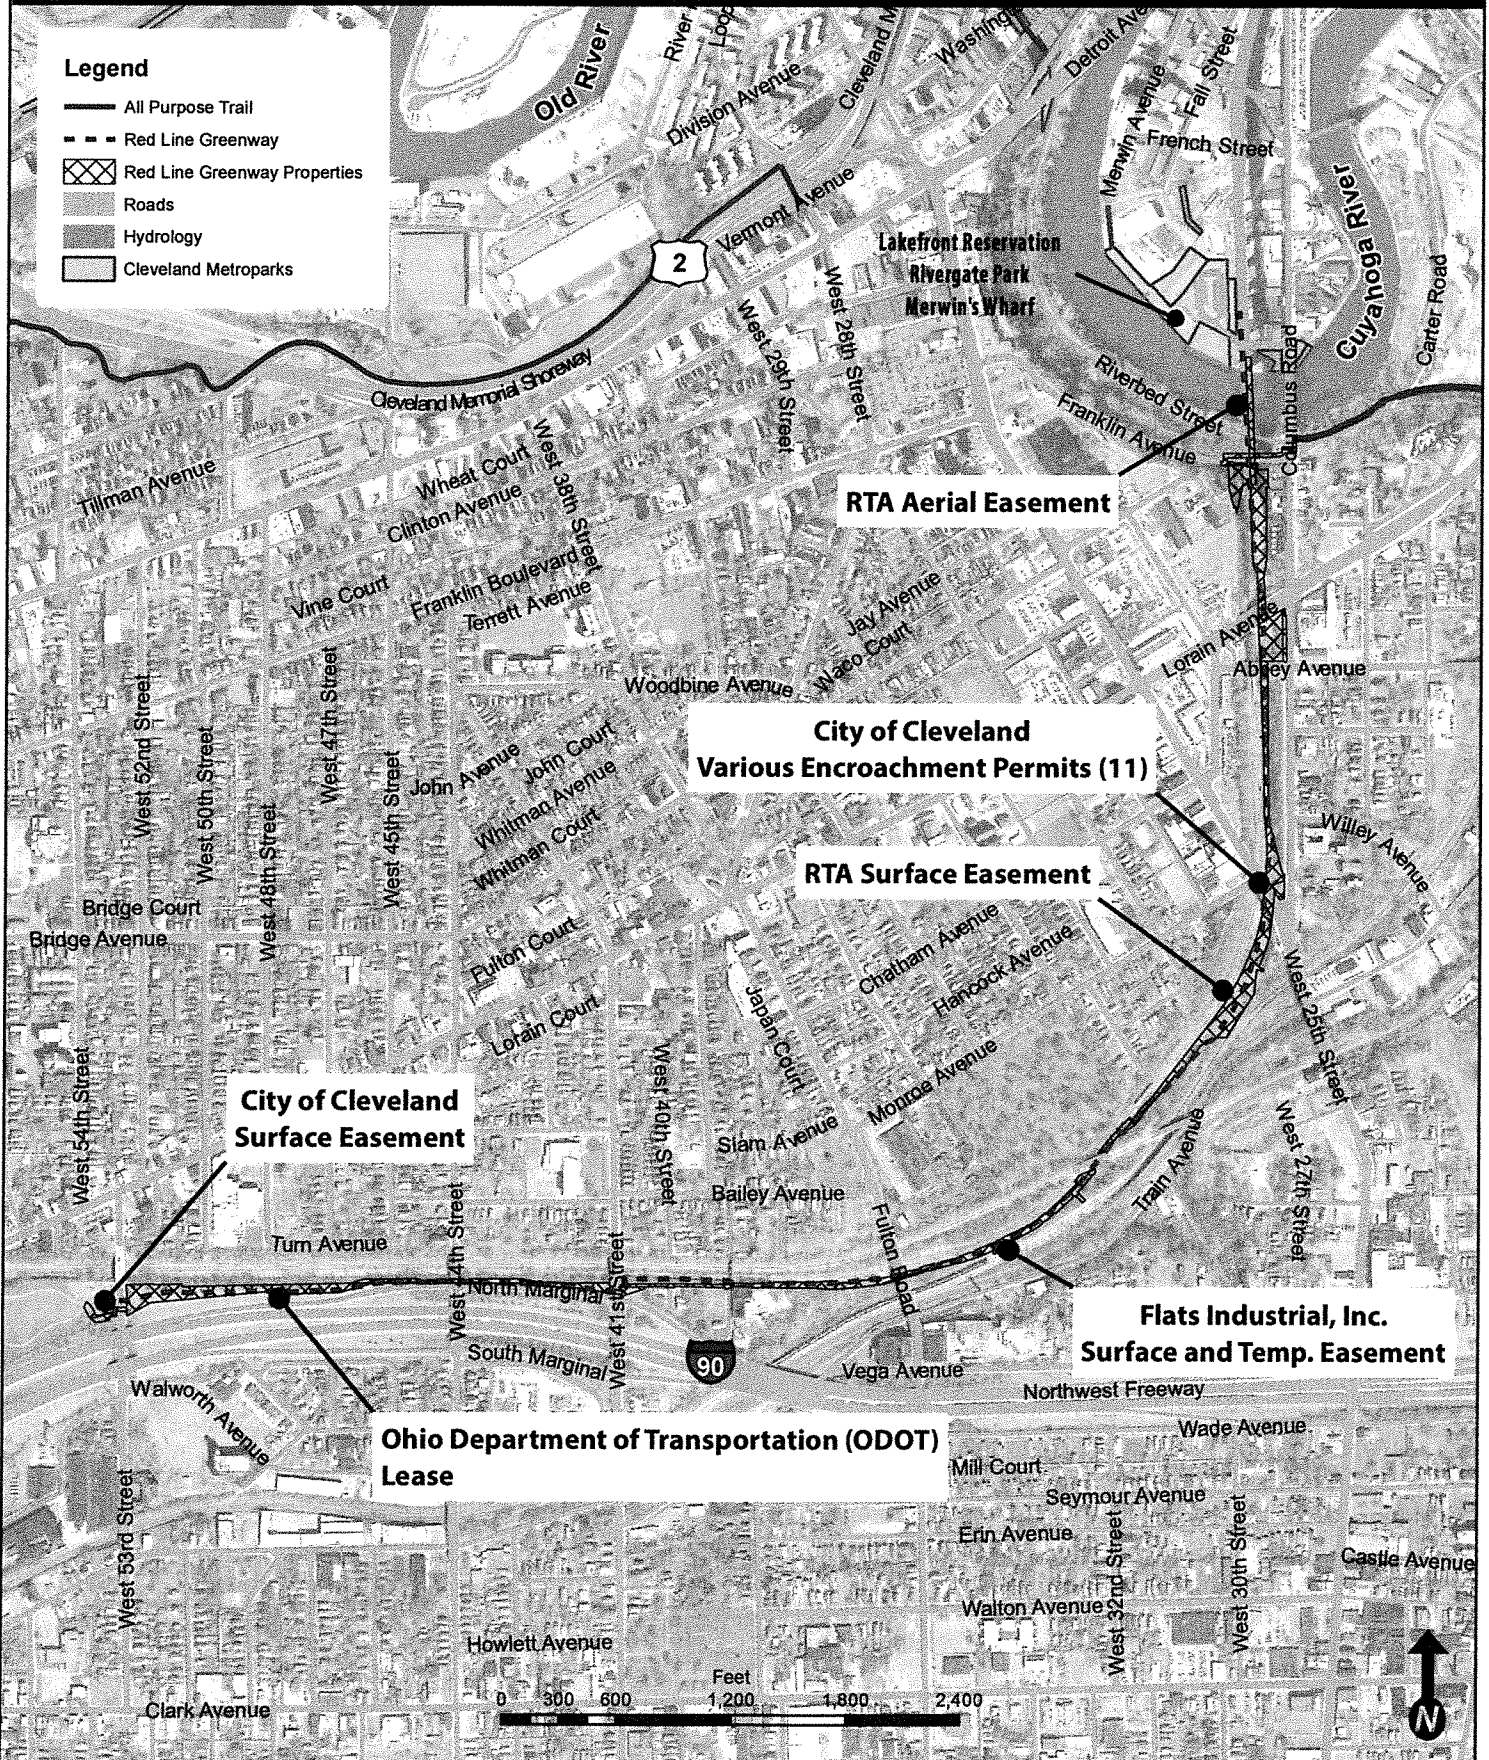 Legend
All Purpose Trail
Red Line Greenway
Red Line Greenway Properties
Roads
Hydrology
Cleveland Metroparks
Old River
River
Loop
Division Avenue
Cleveland M
Washing
Detroit Ave
Merwin Avenue
Fall Street
French Street
Cuyahoga River
Carter Road
Vermont Avenue
2
Lakefront Reservation
Rivergate Park
Merwin's Wharf
West 29th Street
West 28th Street
Cleveland Memorial Shoreway
Riverbed Street
Franklin Avenue
Columbus Road
RTA Aerial Easement
Tillman Avenue
Wheat Court
Clinton Avenue
West 38th Street
Vine Court
Franklin Boulevard
Terrett Avenue
Jay Avenue
Waco Court
Lorain Avenue
Abbey Avenue
Woodbine Avenue
West 52nd Street
West 50th Street
West 48th Street
West 47th Street
West 45th Street
John Avenue
John Court
Whitman Avenue
Whitman Court
City of Cleveland
Various Encroachment Permits (11)
Willey Avenue
RTA Surface Easement
Bridge Court
Bridge Avenue
Fulton Court
Lorain Court
Chatham Avenue
Hancock Avenue
Japan Court
Monroe Avenue
West 25th Street
West 27th Street
West 54th Street
City of Cleveland
Surface Easement
West 40th Street
Siam Avenue
Bailey Avenue
Train Avenue
Turn Avenue
West 44th Street
West 41st Street
Fulton Road
North Marginal
South Marginal
90
Flats Industrial, Inc.
Surface and Temp. Easement
Vega Avenue
Northwest Freeway
Walworth Avenue
Wade Avenue
Ohio Department of Transportation (ODOT)
Lease
Mill Court
Seymour Avenue
Erin Avenue
Castle Avenue
West 53rd Street
West 32nd Street
West 30th Street
Walton Avenue
Howlett Avenue
Clark Avenue
Feet
0 300 600 1,200 1,800 2,400
N